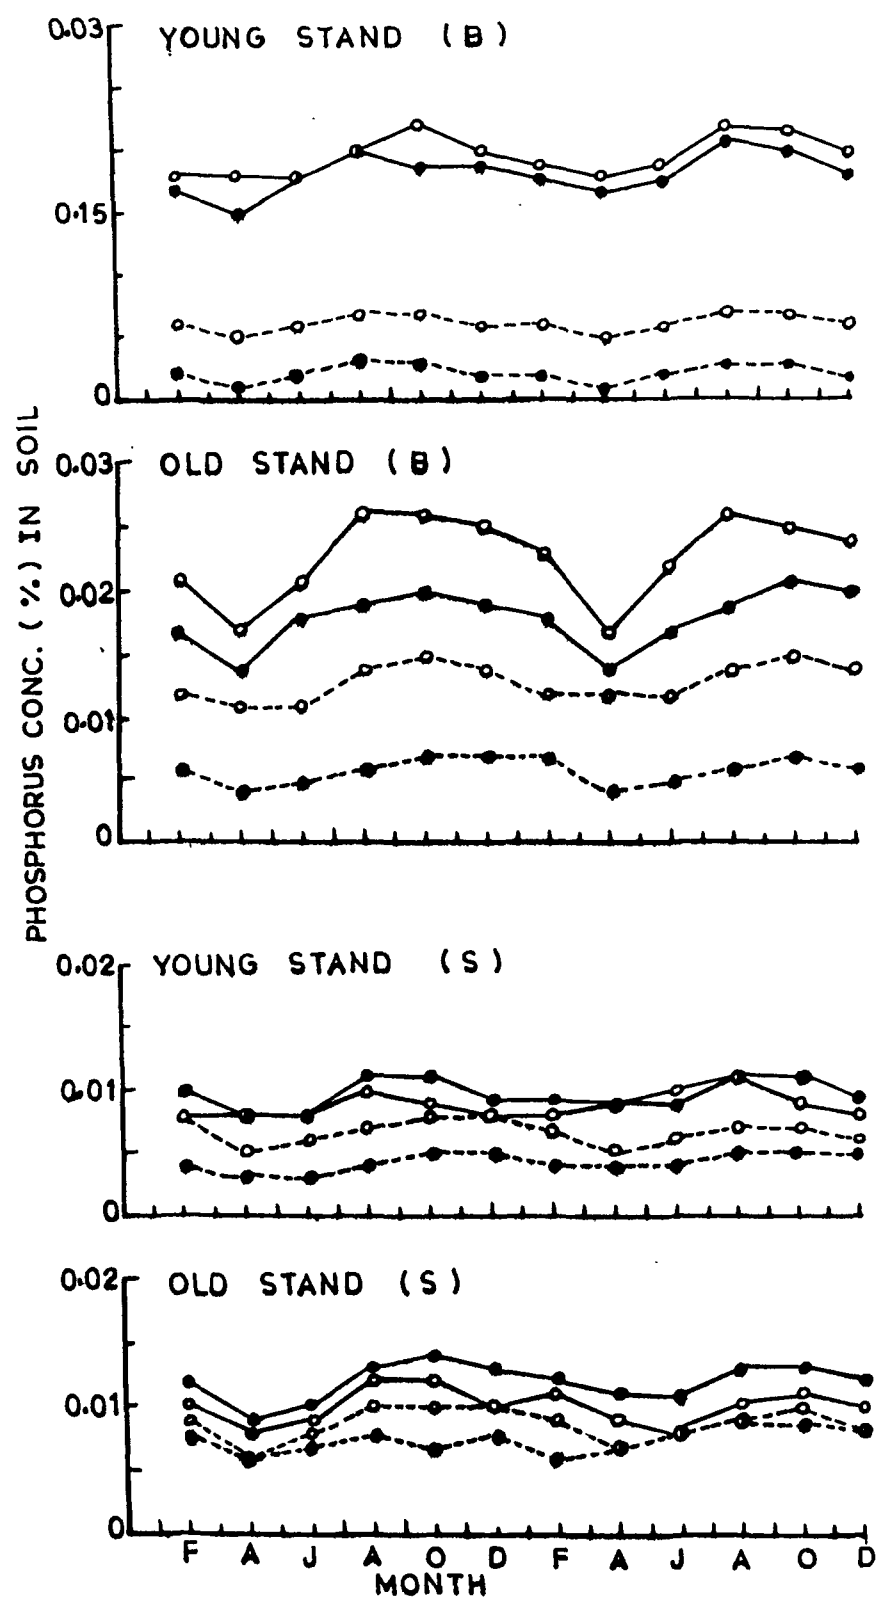 YOUNG STAND (B)
0.03
0.15
0
OLD STAND (B)
0.03
0.02
0.01
0
PHOSPHORUS CONC. (%) IN SOIL
YOUNG STAND (S)
0.02
0.01
0
OLD STAND (S)
0.02
0.01
0
F A J A O D F A J A O D
MONTH